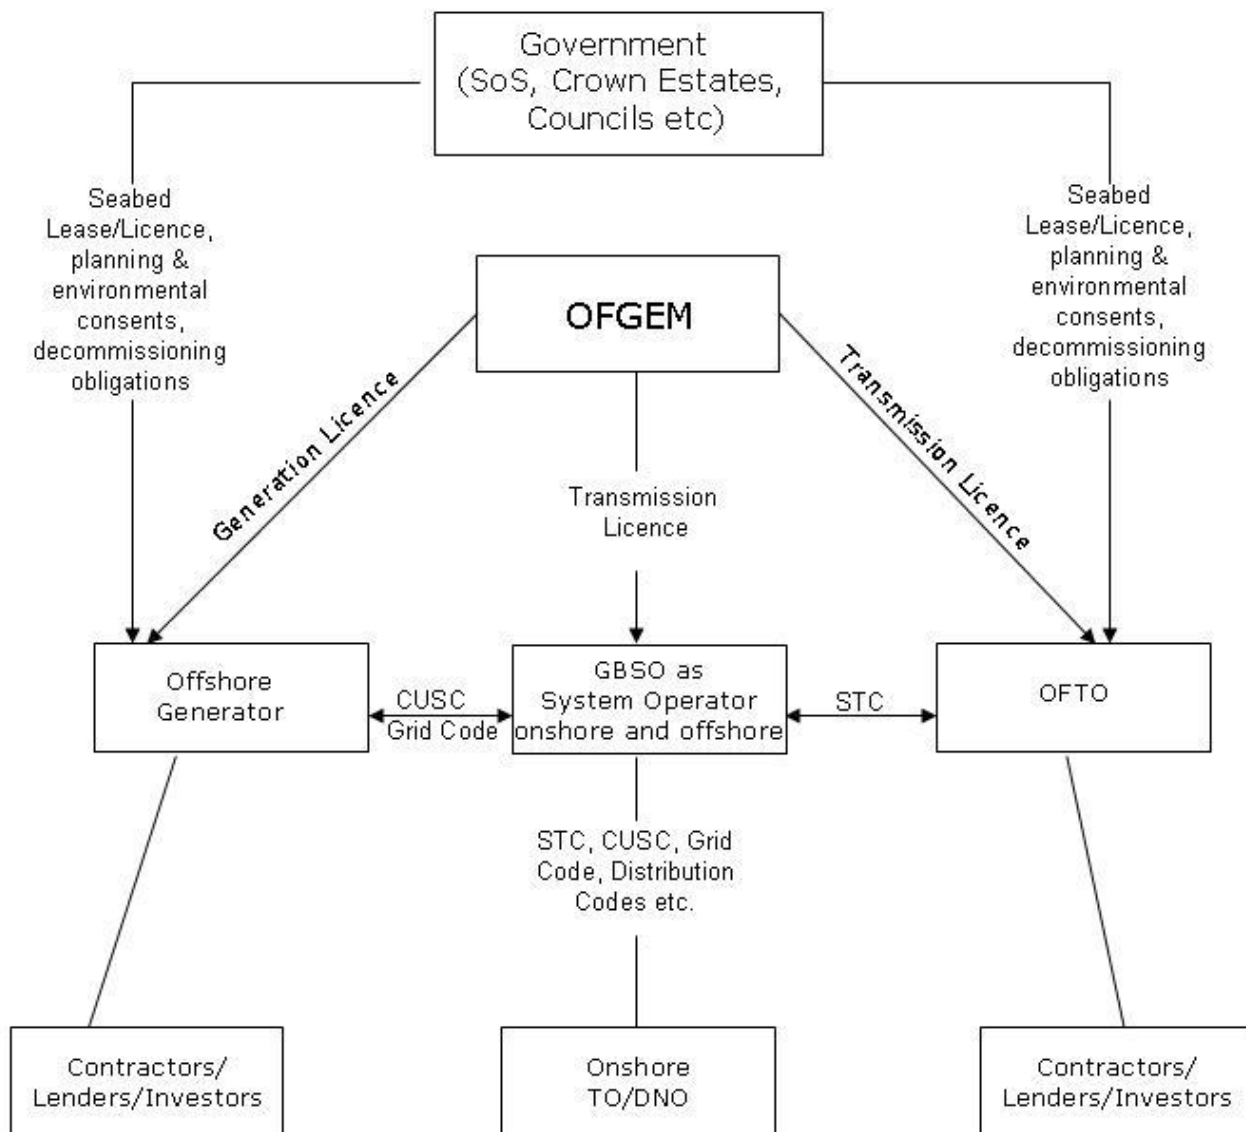 Government
(SoS, Crown Estates,
Councils etc)
Seabed
Lease/Licence,
planning &
environmental
consents,
decommissioning
obligations
Seabed
Lease/Licence,
planning &
environmental
consents,
decommissioning
obligations
OFGEM
Generation Licence
Transmission
Licence
Transmission Licence
Offshore
Generator
CUSC
Grid Code
GBSO as
System Operator
onshore and offshore
STC
OFTO
STC, CUSC, Grid
Code, Distribution
Codes etc.
Contractors/
Lenders/Investors
Onshore
TO/DNO
Contractors/
Lenders/Investors